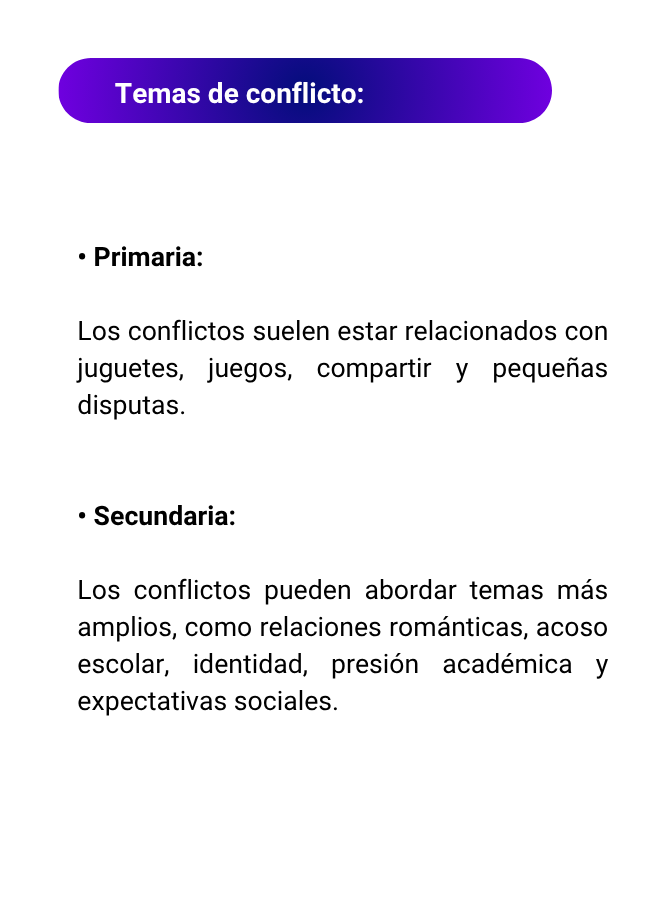 Temas de conflicto:
• Primaria:
Los conflictos suelen estar relacionados con
juguetes, juegos, compartir y pequeñas
disputas.
• Secundaria:
Los conflictos pueden abordar temas más
amplios, como relaciones románticas, acoso
escolar, identidad, presión académica y
expectativas sociales.